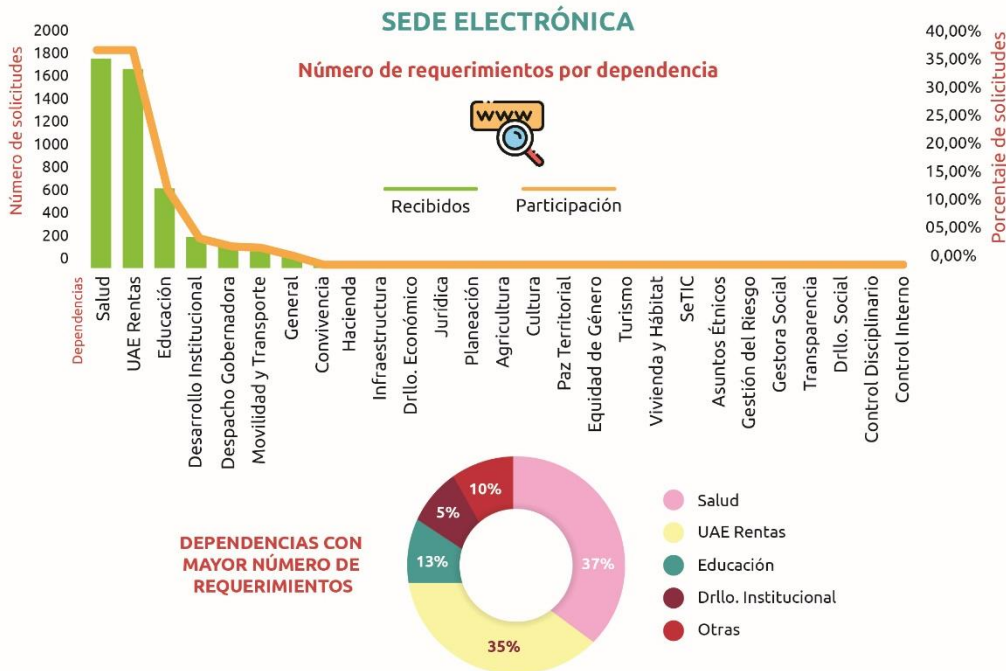 SEDE ELECTRÓNICA
Número de requerimientos por dependencia
www
Número de solicitudes
2000
1800
1600
1400
1200
1000
800
600
400
200
0
40,00%
35,00%
30,00%
25,00%
20,00%
15,00%
10,00%
05,00%
0,00%
Porcentaje de solicitudes
Recibidos
Participación
Dependencias
Salud
UAE Rentas
Educación
Desarrollo Institucional
Despacho Gobernadora
Movilidad y Transporte
General
Convivencia
Hacienda
Infraestructura
Drllo. Económico
Jurídica
Planeación
Agricultura
Cultura
Paz Territorial
Equidad de Género
Turismo
Vivienda y Hábitat
SeTIC
Asuntos Étnicos
Gestión del Riesgo
Gestora Social
Transparencia
Drllo. Social
Control Disciplinario
Control Interno
DEPENDENCIAS CON
MAYOR NÚMERO DE
REQUERIMIENTOS
10%
5%
13%
37%
35%
Salud
UAE Rentas
Educación
Drllo. Institucional
Otras